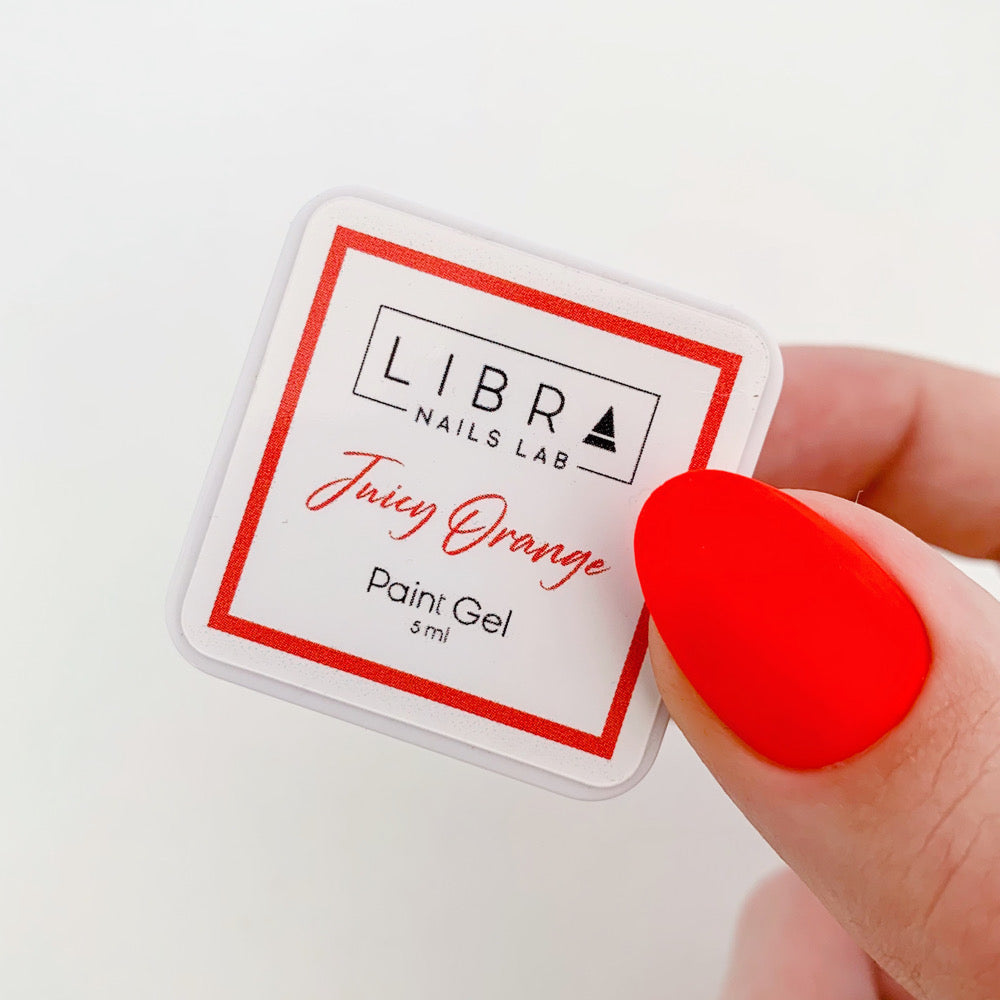 LIBRA
NAILS LAB
Juicy Orange
Paint Gel
5 ml